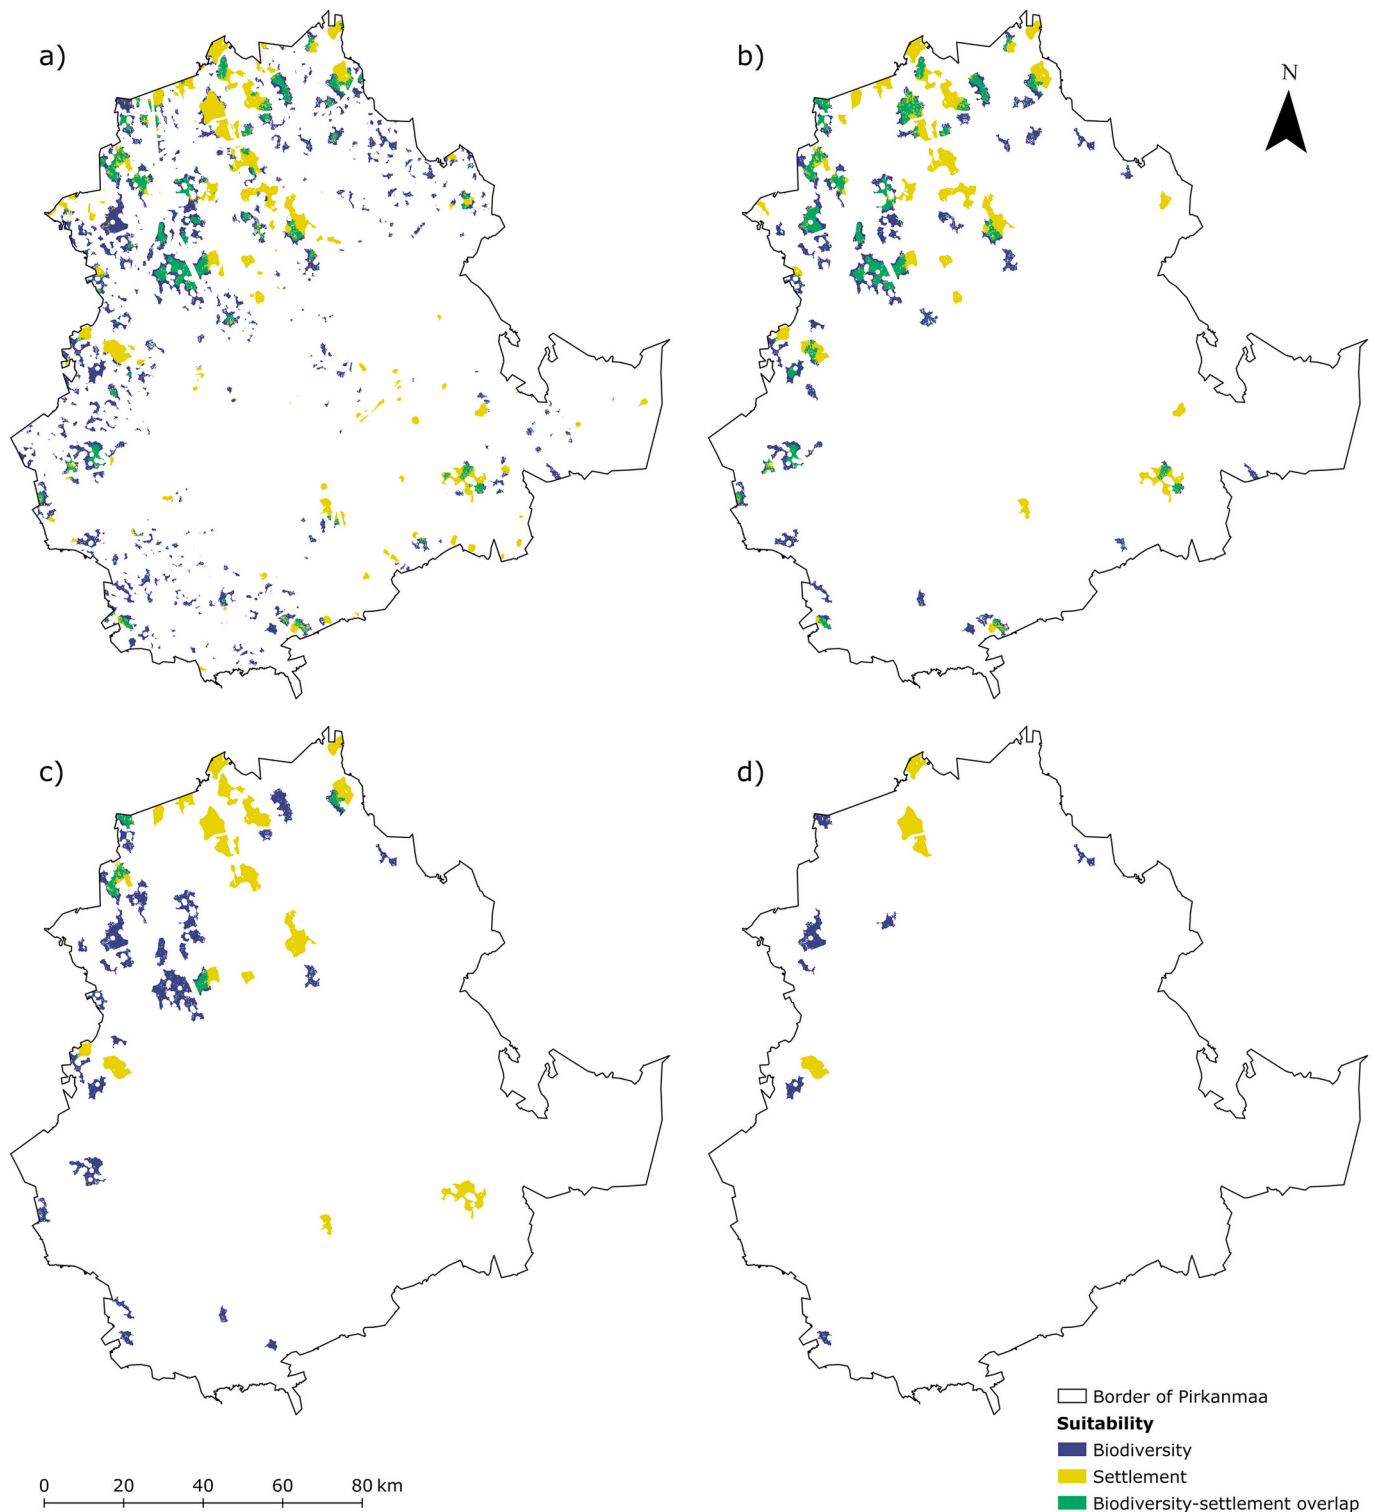 a)
b)
N
c)
d)
Border of Pirkanmaa
Suitability
Biodiversity
Settlement
Biodiversity-settlement overlap
0 20 40 60 80 km